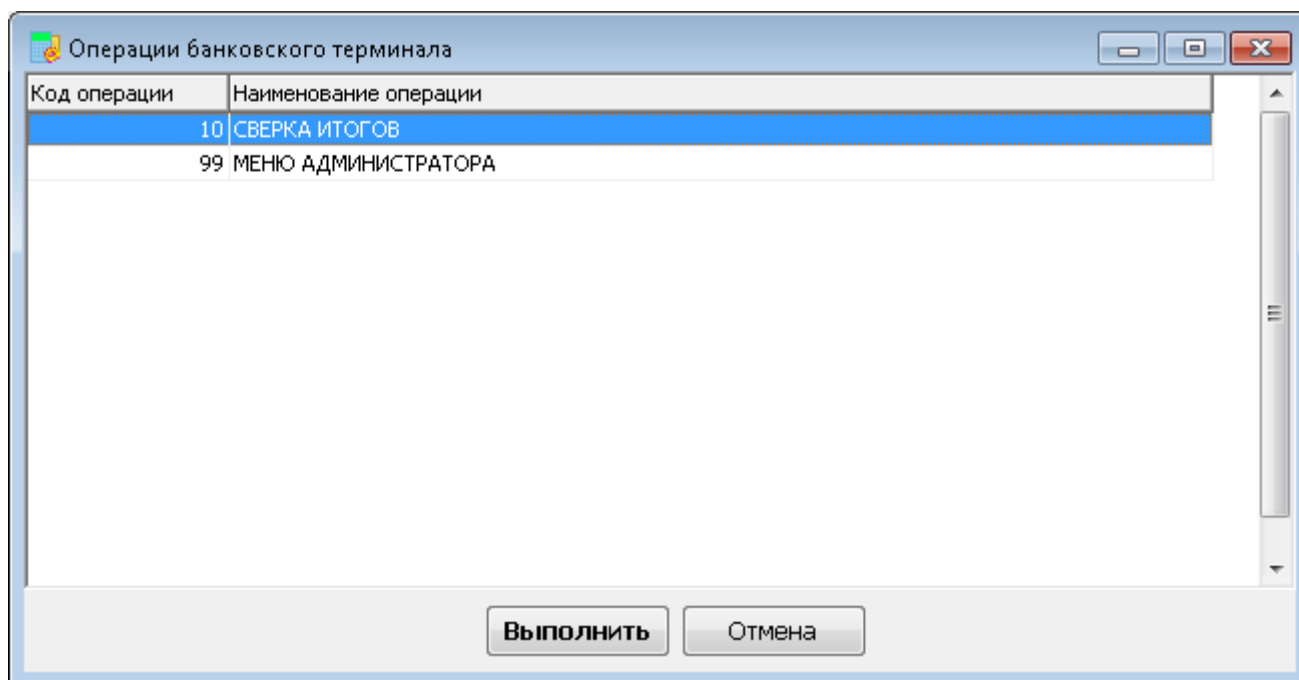 Операции банковского терминала
Код операции Наименование операции
10 СВЕРКА ИТОГОВ
99 МЕНЮ АДМИНИСТРАТОРА
Выполнить Отмена